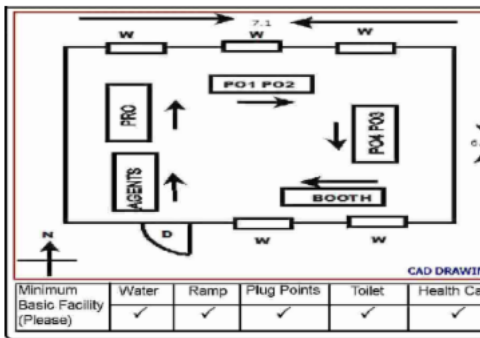 7.1
W W W
PO1 PO2
PRO
PO4 PO3
AGENTS
BOOTH
D
N
W W
CAD DRAWIN
Minimum Basic Facility (Please)
Water Ramp Plug Points Toilet Health Ca
✓ ✓ ✓ ✓ ✓